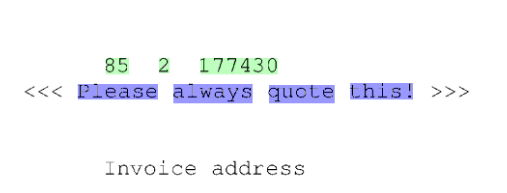 85 2 177430
<<< Please always quote this! >>>
Invoice address